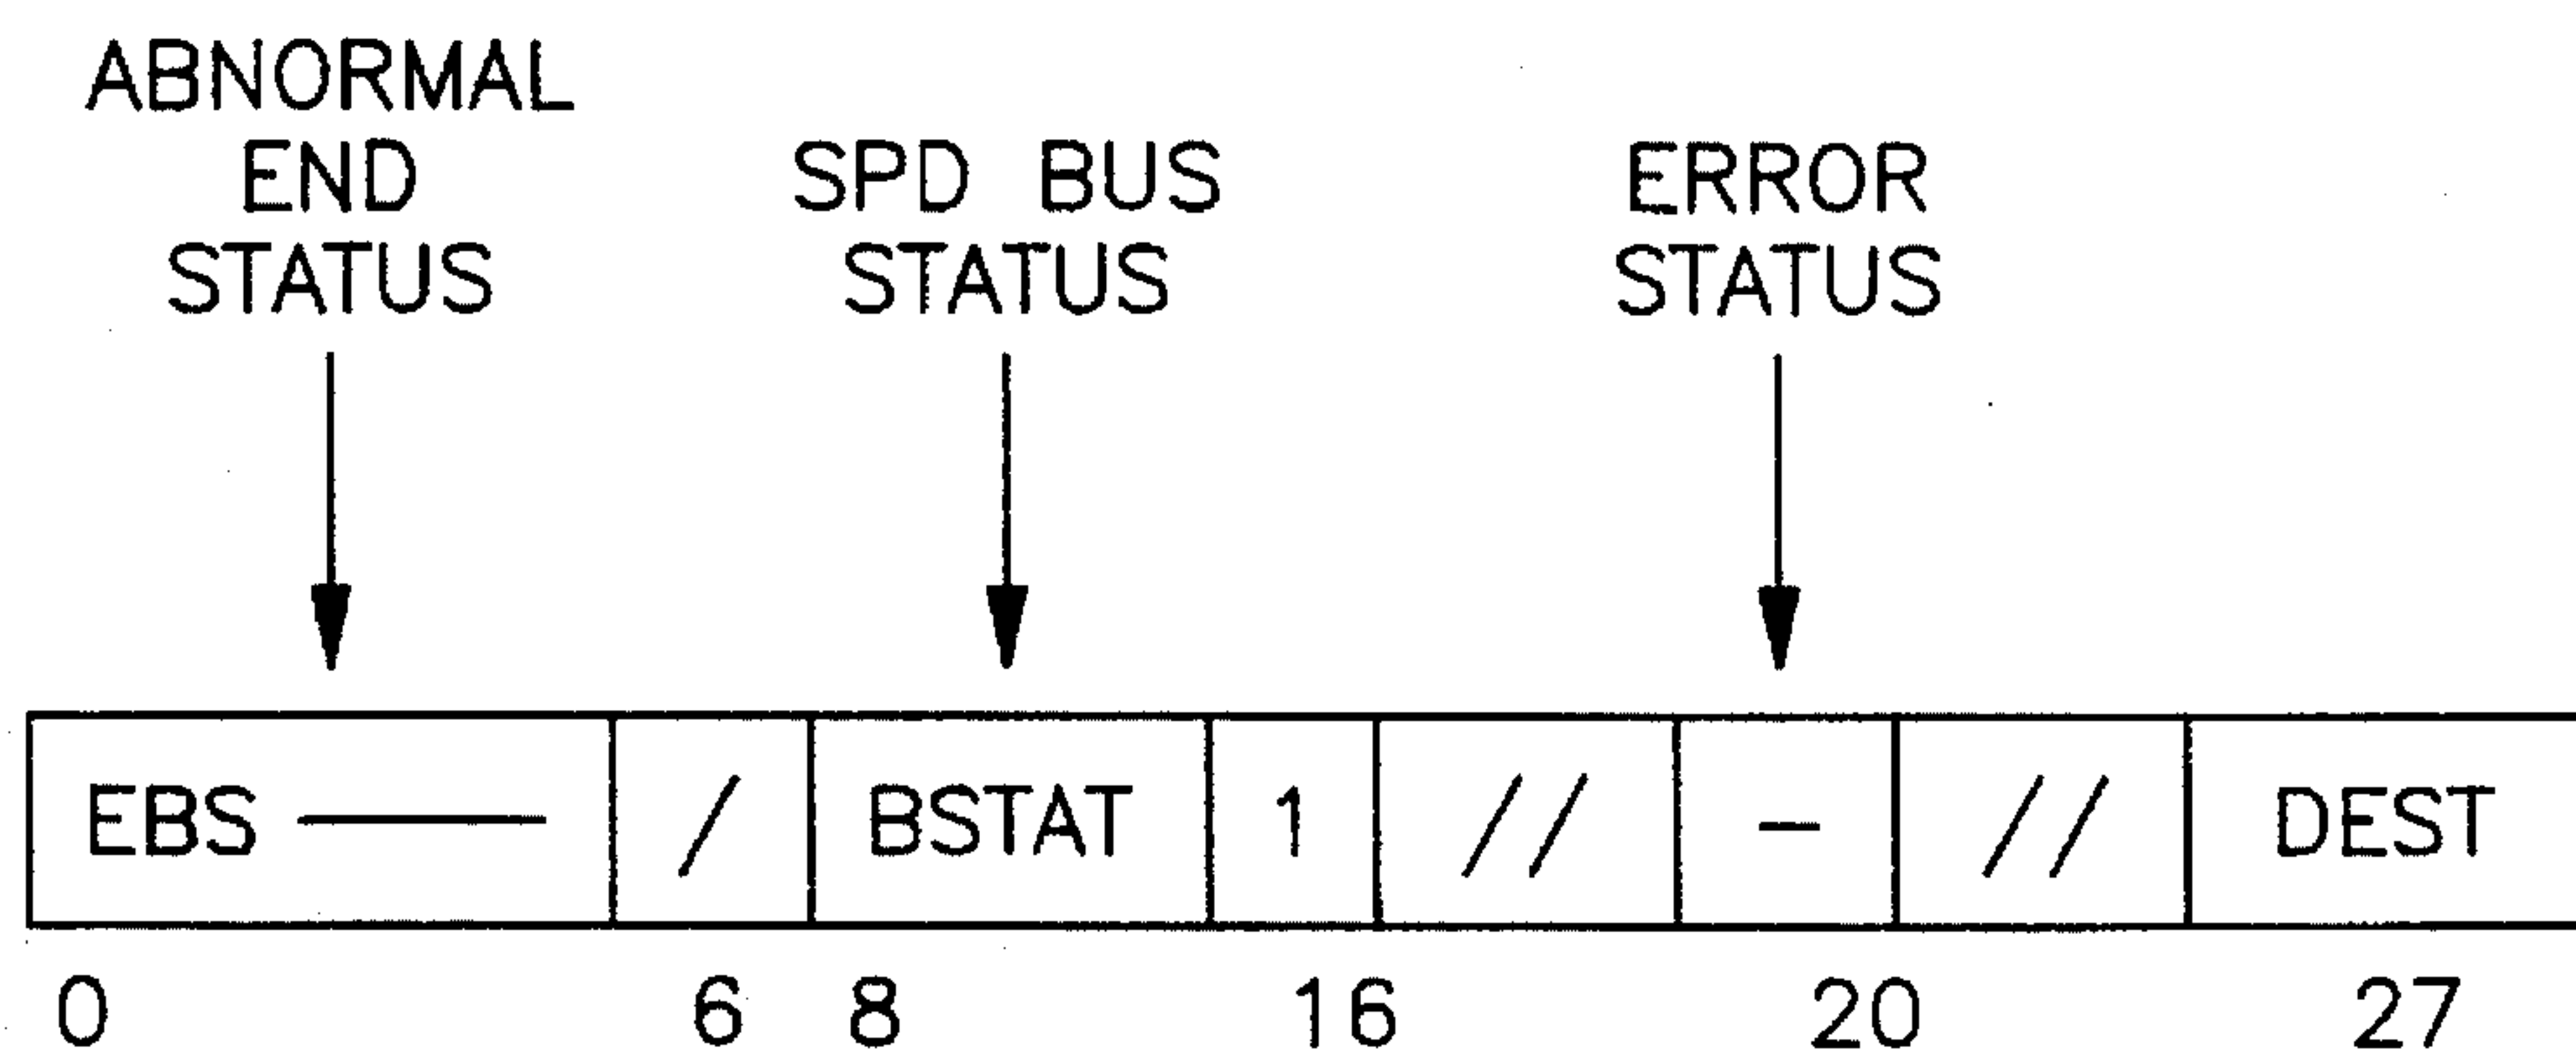 ABNORMAL
END
STATUS
SPD BUS
STATUS
ERROR
STATUS
EBS —— / BSTAT 1 // – // DEST
0 6 8 16 20 27